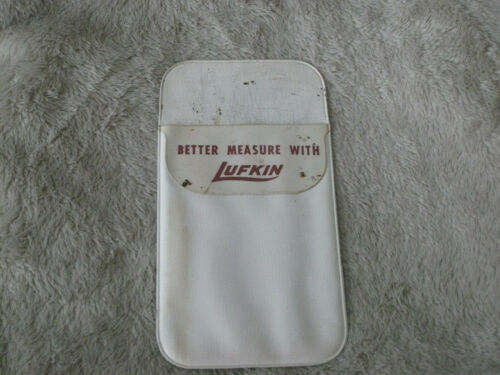 BETTER MEASURE WITH
LUFKIN